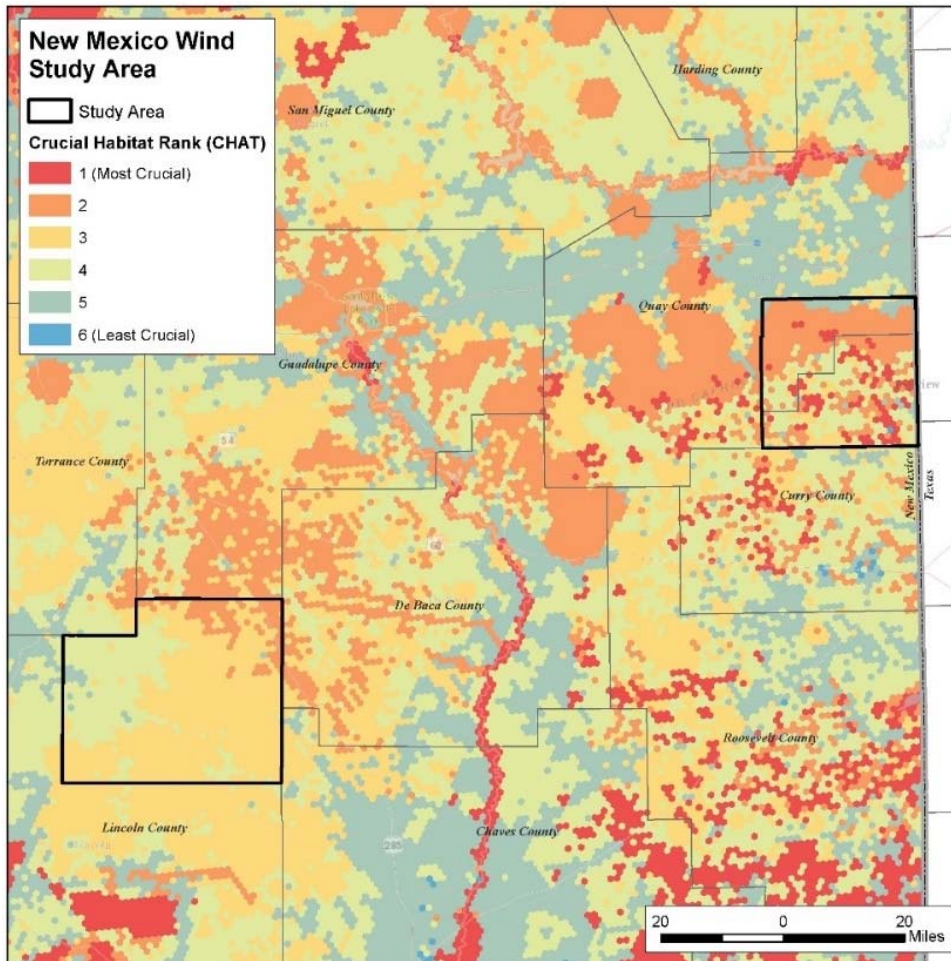 New Mexico Wind
Study Area
Study Area
Crucial Habitat Rank (CHAT)
1 (Most Crucial)
2
3
4
5
6 (Least Crucial)
Harding County
San Miguel County
Quay County
Guadalupe County
54
Torrance County
New Mexico
Texas
Curry County
60
De Baca County
Roosevelt County
Lincoln County
Chaves County
285
20 0 20
Miles